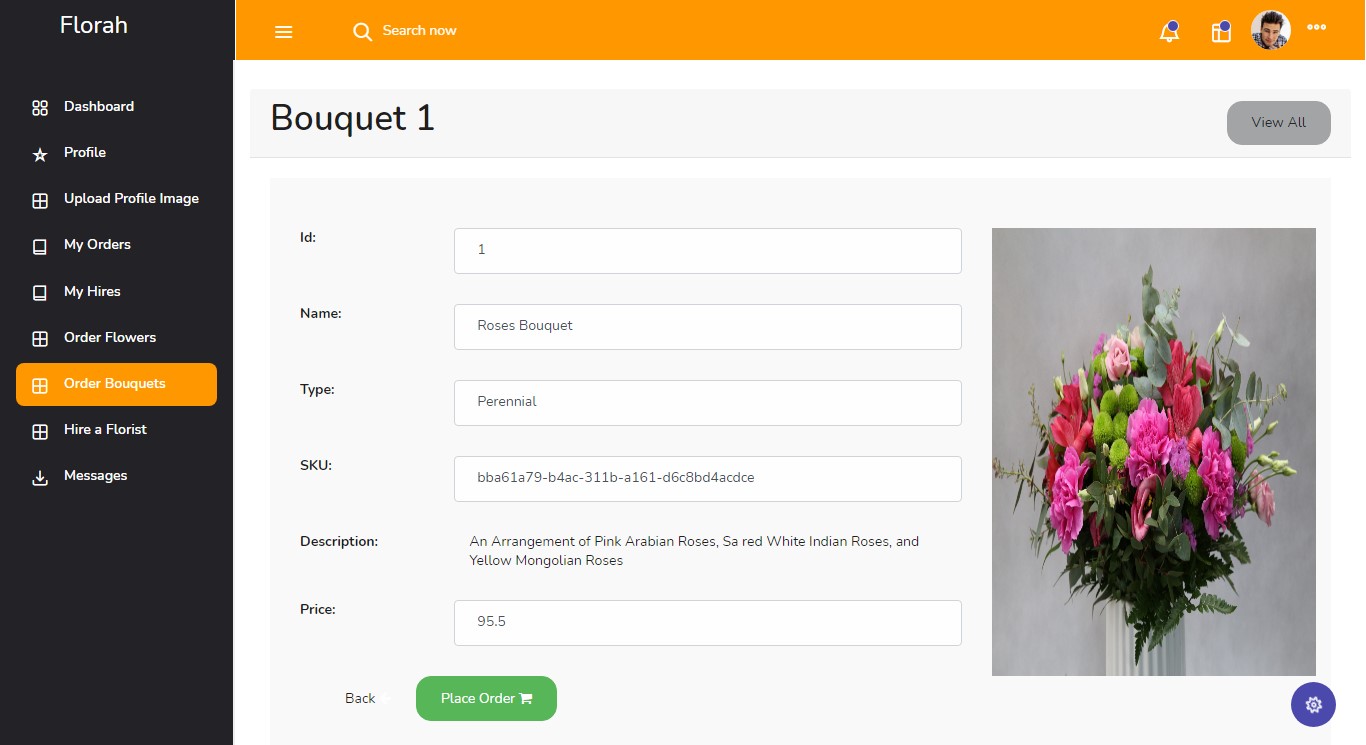 Florah
Search now
Dashboard
Profile
Upload Profile Image
My Orders
My Hires
Order Flowers
Order Bouquets
Hire a Florist
Messages
Bouquet 1
View All
Id:
1
Name:
Roses Bouquet
Type:
Perennial
SKU:
bba61a79-b4ac-311b-a161-d6c8bd4acdce
Description:
An Arrangement of Pink Arabian Roses, Sa red White Indian Roses, and
Yellow Mongolian Roses
Price:
95.5
Back
Place Order